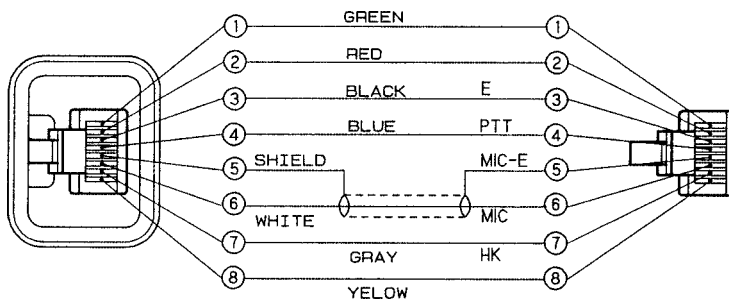 ① GREEN ①
② RED ②
③ BLACK E ③
④ BLUE PTT ④
⑤ SHIELD MIC-E ⑤
⑥ WHITE MIC ⑥
⑦ GRAY HK ⑦
⑧ YELOW ⑧